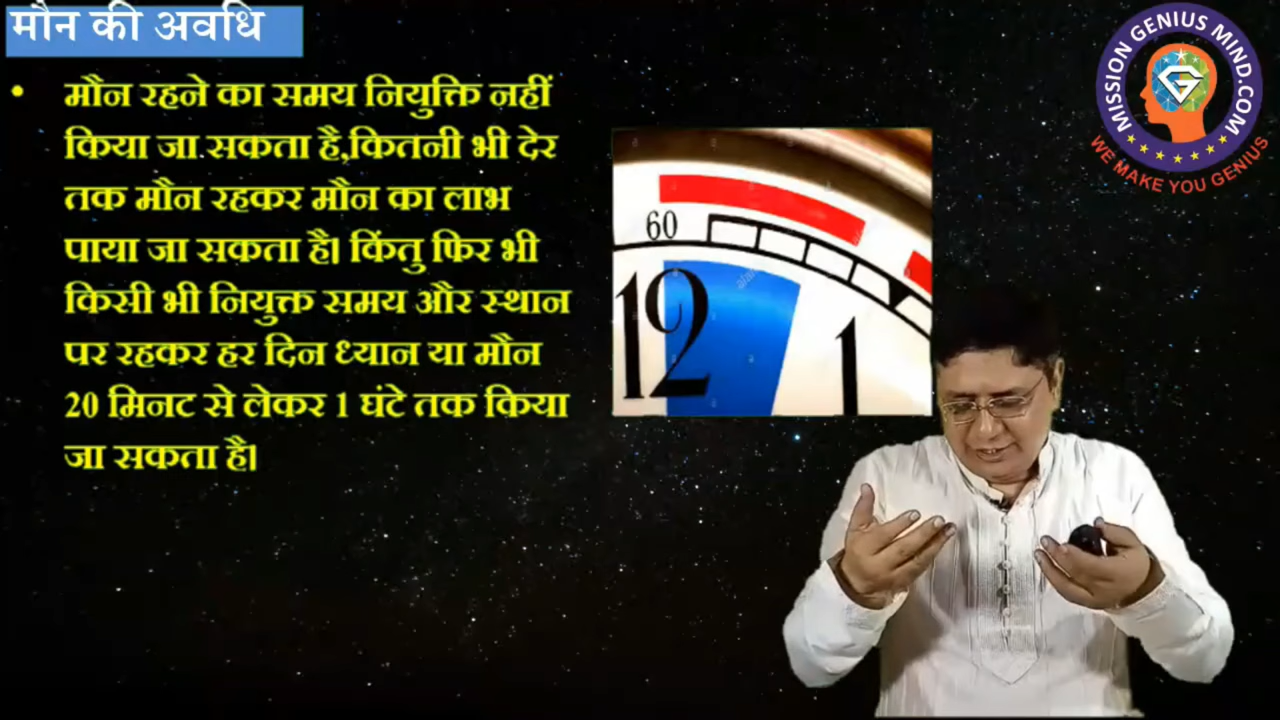 मौन की अवधि
• मौन रहने का समय नियुक्ति नहीं
किया जा सकता है,कितनी भी देर
तक मौन रहकर मौन का लाभ
पाया जा सकता है। किंतु फिर भी
किसी भी नियुक्त समय और स्थान
पर रहकर हर दिन ध्यान या मौन
20 मिनट से लेकर 1 घंटे तक किया
जा सकता है।
60
12
1
MISSION GENIUS MIND.COM
G
WE MAKE YOU GENIUS